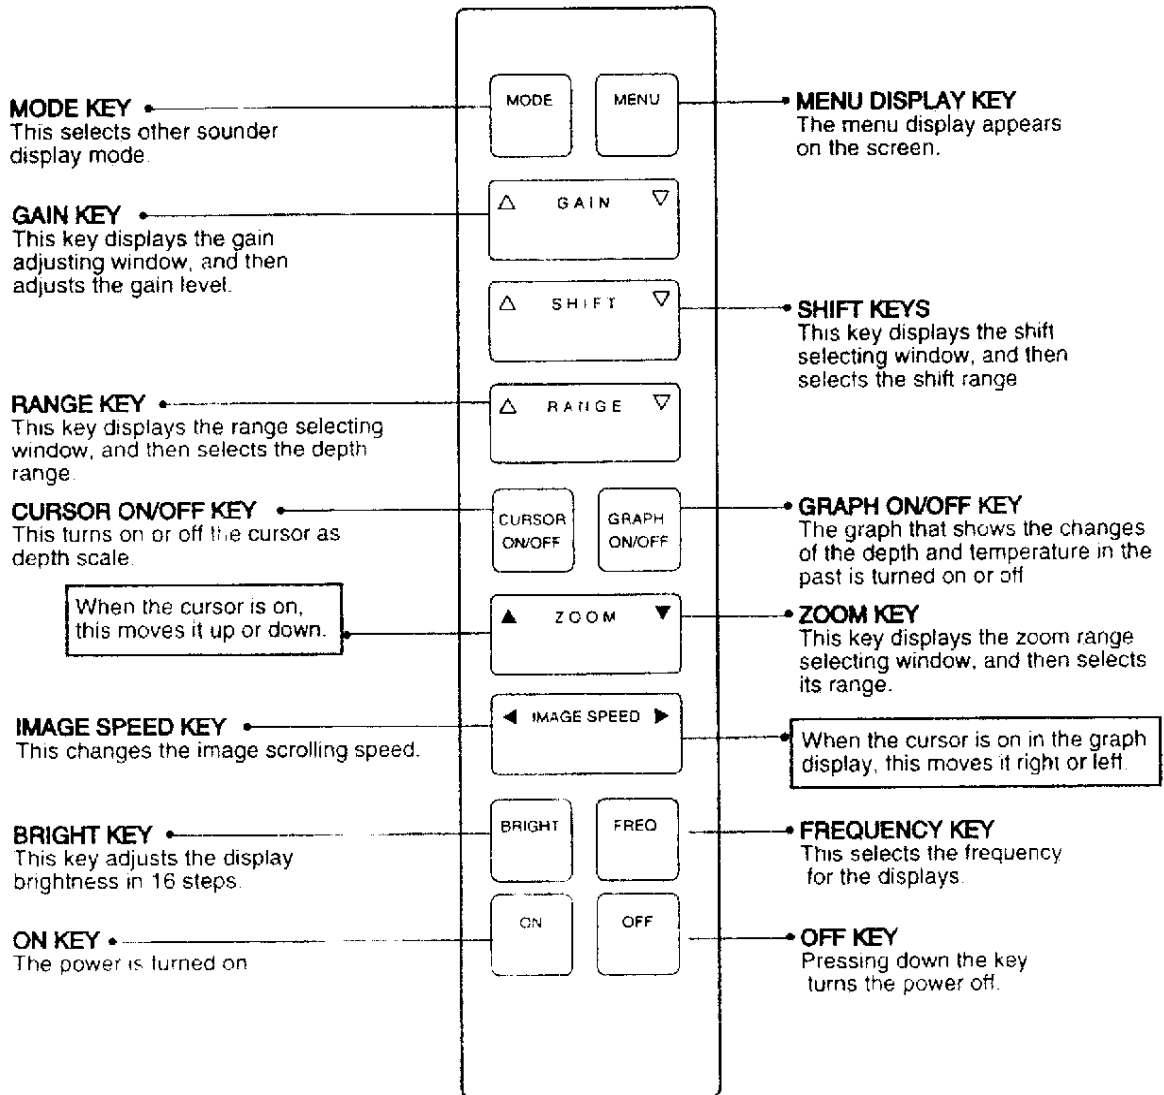 MODE MENU
MODE KEY
This selects other sounder
display mode.
MENU DISPLAY KEY
The menu display appears
on the screen.
△ GAIN ▽
GAIN KEY
This key displays the gain
adjusting window, and then
adjusts the gain level.
△ SHIFT ▽
SHIFT KEYS
This key displays the shift
selecting window, and then
selects the shift range
△ RANGE ▽
RANGE KEY
This key displays the range selecting
window, and then selects the depth
range.
CURSOR ON/OFF KEY
This turns on or off the cursor as
depth scale.
CURSOR
ON/OFF
GRAPH
ON/OFF
GRAPH ON/OFF KEY
The graph that shows the changes
of the depth and temperature in the
past is turned on or off
When the cursor is on,
this moves it up or down.
▲ ZOOM ▼
ZOOM KEY
This key displays the zoom range
selecting window, and then selects
its range.
IMAGE SPEED KEY
This changes the image scrolling speed.
◀ IMAGE SPEED ▶
When the cursor is on in the graph
display, this moves it right or left.
BRIGHT KEY
This key adjusts the display
brightness in 16 steps.
BRIGHT FREQ
FREQUENCY KEY
This selects the frequency
for the displays.
ON KEY
The power is turned on
ON OFF
OFF KEY
Pressing down the key
turns the power off.